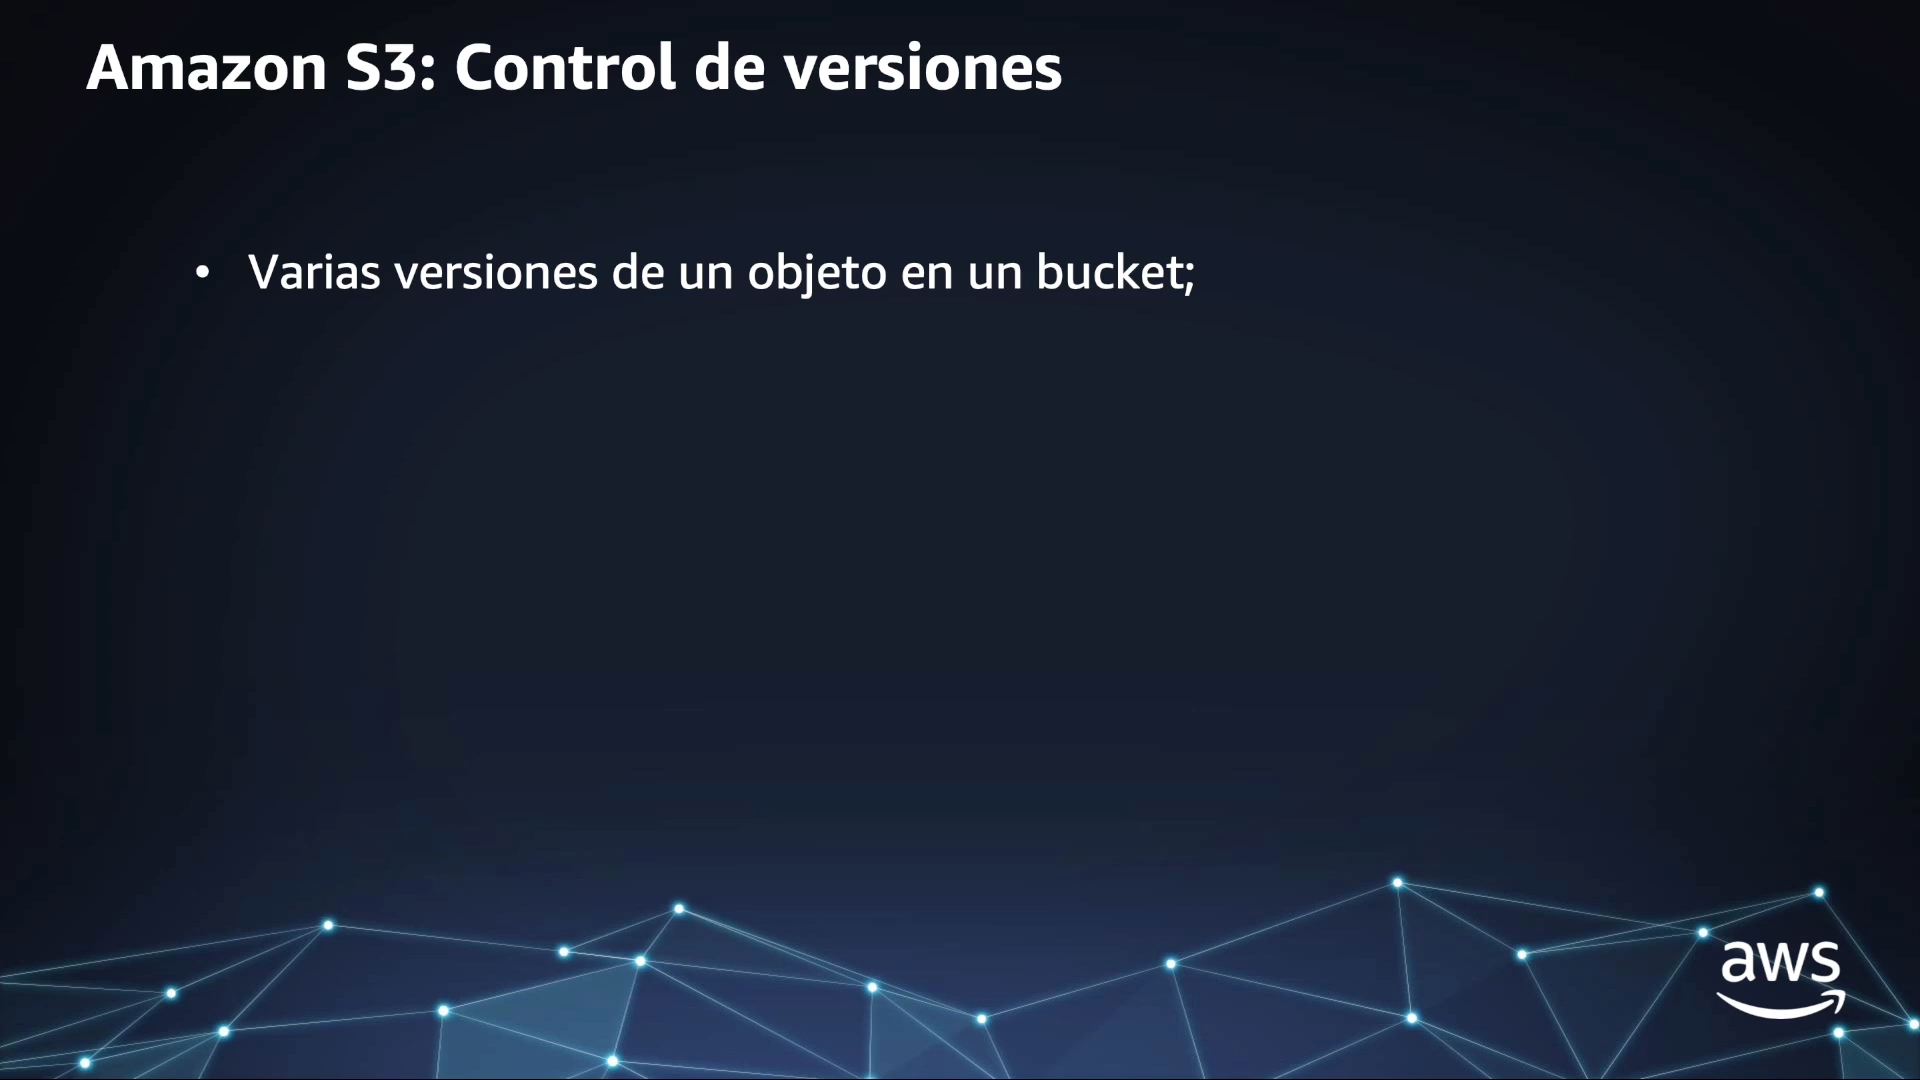 Amazon S3: Control de versiones
• Varias versiones de un objeto en un bucket;
aws